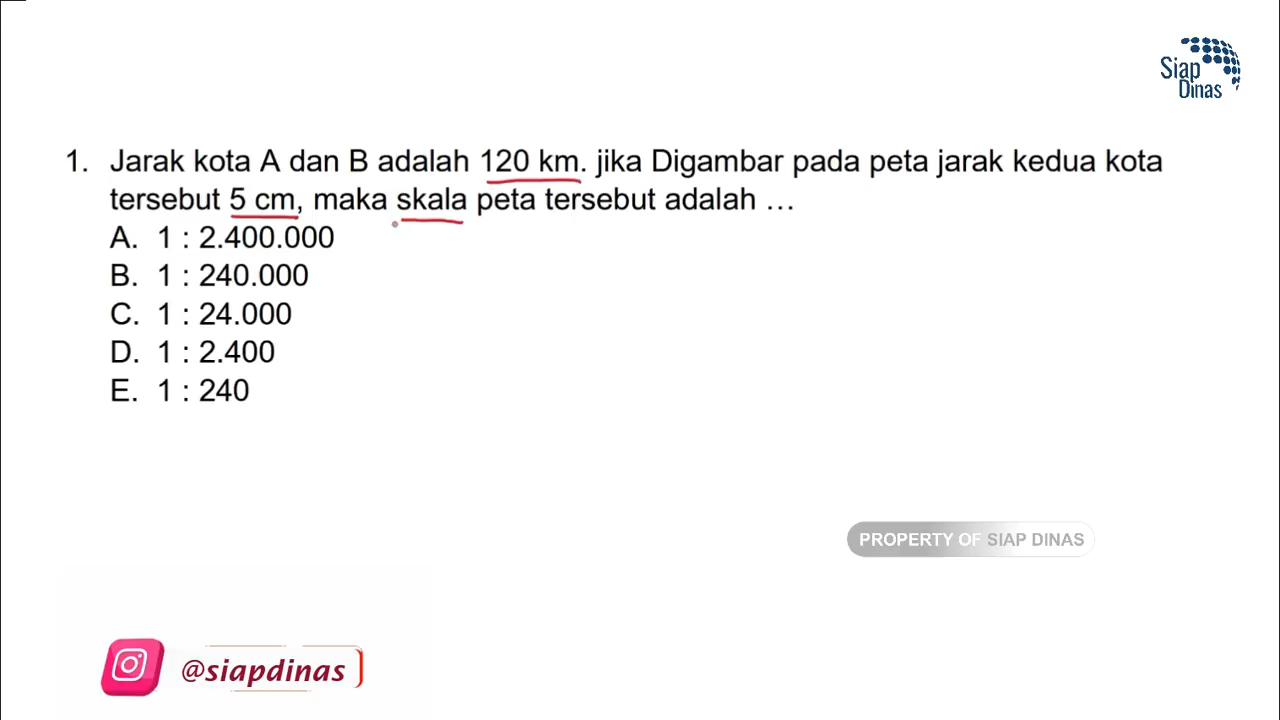 Siap
Dinas
1. Jarak kota A dan B adalah 120 km. jika Digambar pada peta jarak kedua kota
tersebut 5 cm, maka skala peta tersebut adalah …
A. 1 : 2.400.000
B. 1 : 240.000
C. 1 : 24.000
D. 1 : 2.400
E. 1 : 240
PROPERTY OF SIAP DINAS
@siapdinas